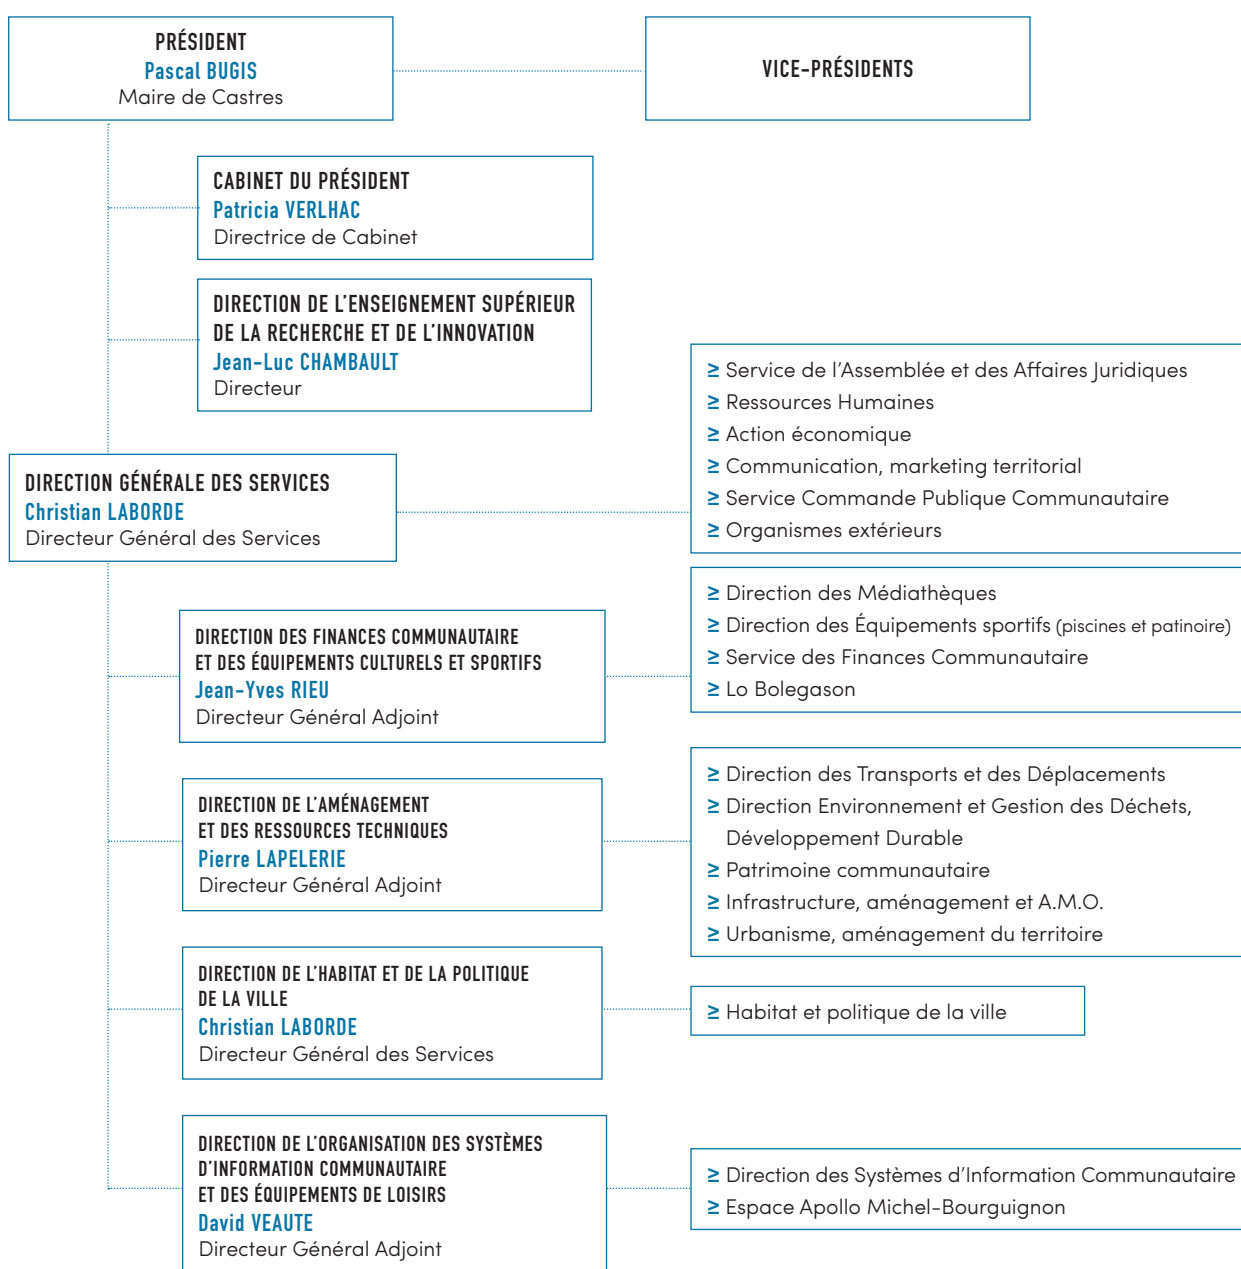 PRÉSIDENT
Pascal BUGIS
Maire de Castres
VICE-PRÉSIDENTS
CABINET DU PRÉSIDENT
Patricia VERLHAC
Directrice de Cabinet
DIRECTION DE L'ENSEIGNEMENT SUPÉRIEUR
DE LA RECHERCHE ET DE L'INNOVATION
Jean-Luc CHAMBAULT
Directeur
DIRECTION GÉNÉRALE DES SERVICES
Christian LABORDE
Directeur Général des Services
≥ Service de l'Assemblée et des Affaires Juridiques
≥ Ressources Humaines
≥ Action économique
≥ Communication, marketing territorial
≥ Service Commande Publique Communautaire
≥ Organismes extérieurs
DIRECTION DES FINANCES COMMUNAUTAIRE
ET DES ÉQUIPEMENTS CULTURELS ET SPORTIFS
Jean-Yves RIEU
Directeur Général Adjoint
≥ Direction des Médiathèques
≥ Direction des Équipements sportifs (piscines et patinoire)
≥ Service des Finances Communautaire
≥ Lo Bolegason
DIRECTION DE L'AMÉNAGEMENT
ET DES RESSOURCES TECHNIQUES
Pierre LAPELERIE
Directeur Général Adjoint
≥ Direction des Transports et des Déplacements
≥ Direction Environnement et Gestion des Déchets,
Développement Durable
≥ Patrimoine communautaire
≥ Infrastructure, aménagement et A.M.O.
≥ Urbanisme, aménagement du territoire
DIRECTION DE L'HABITAT ET DE LA POLITIQUE
DE LA VILLE
Christian LABORDE
Directeur Général des Services
≥ Habitat et politique de la ville
DIRECTION DE L'ORGANISATION DES SYSTÈMES
D'INFORMATION COMMUNAUTAIRE
ET DES ÉQUIPEMENTS DE LOISIRS
David VEAUTE
Directeur Général Adjoint
≥ Direction des Systèmes d'Information Communautaire
≥ Espace Apollo Michel-Bourguignon